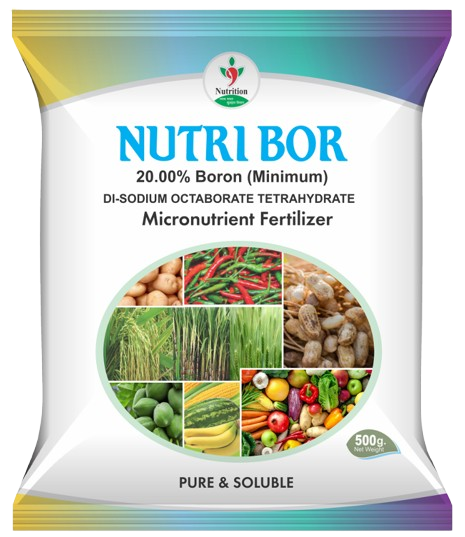 Nutrition
NUTRI BOR
20.00% Boron (Minimum)
DI-SODIUM OCTABORATE TETRAHYDRATE
Micronutrient Fertilizer
500g.
Net Weight
PURE & SOLUBLE